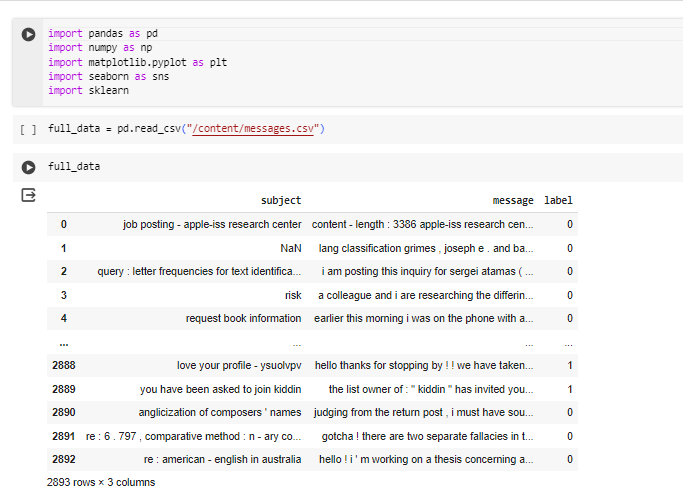 import pandas as pd
import numpy as np
import matplotlib.pyplot as plt
import seaborn as sns
import sklearn
[ ] full_data = pd.read_csv("/content/messages.csv")
full_data
subject message label
0 job posting - apple-iss research center content - length : 3386 apple-iss research cen... 0
1 NaN lang classification grimes , joseph e . and ba... 0
2 query : letter frequencies for text identifica... i am posting this inquiry for sergei atamas ( ... 0
3 risk a colleague and i are researching the differin... 0
4 request book information earlier this morning i was on the phone with a... 0
... ... ... ...
2888 love your profile - ysuolvpv hello thanks for stopping by ! ! we have taken... 1
2889 you have been asked to join kiddin the list owner of : " kiddin " has invited you... 1
2890 anglicization of composers ' names judging from the return post , i must have sou... 0
2891 re : 6 . 797 , comparative method : n - ary co... gotcha ! there are two separate fallacies in t... 0
2892 re : american - english in australia hello ! i ' m working on a thesis concerning a... 0
2893 rows × 3 columns